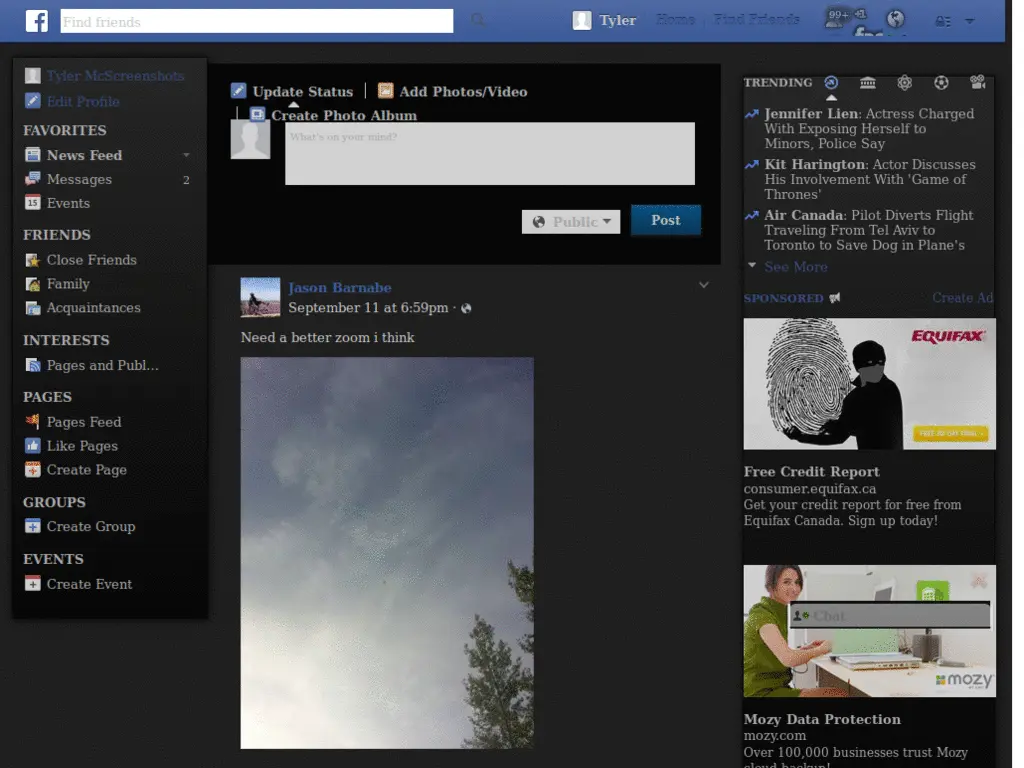 Find friends
Tyler
Home
Find Friends
99+
Tyler McScreenshots
Edit Profile
FAVORITES
News Feed
Messages 2
Events
FRIENDS
Close Friends
Family
Acquaintances
INTERESTS
Pages and Publ...
PAGES
Pages Feed
Like Pages
Create Page
GROUPS
Create Group
EVENTS
Create Event
Update Status
Add Photos/Video
Create Photo Album
What's on your mind?
Public
Post
Jason Barnabe
September 11 at 6:59pm ·
Need a better zoom i think
TRENDING
Jennifer Lien: Actress Charged
With Exposing Herself to
Minors, Police Say
Kit Harington: Actor Discusses
His Involvement With 'Game of
Thrones'
Air Canada: Pilot Diverts Flight
Traveling From Tel Aviv to
Toronto to Save Dog in Plane's
See More
SPONSORED
Create Ad
EQUIFAX
Free Credit Report
consumer.equifax.ca
Get your credit report for free from
Equifax Canada. Sign up today!
Chat
mozy
Mozy Data Protection
mozy.com
Over 100,000 businesses trust Mozy
cloud backup!